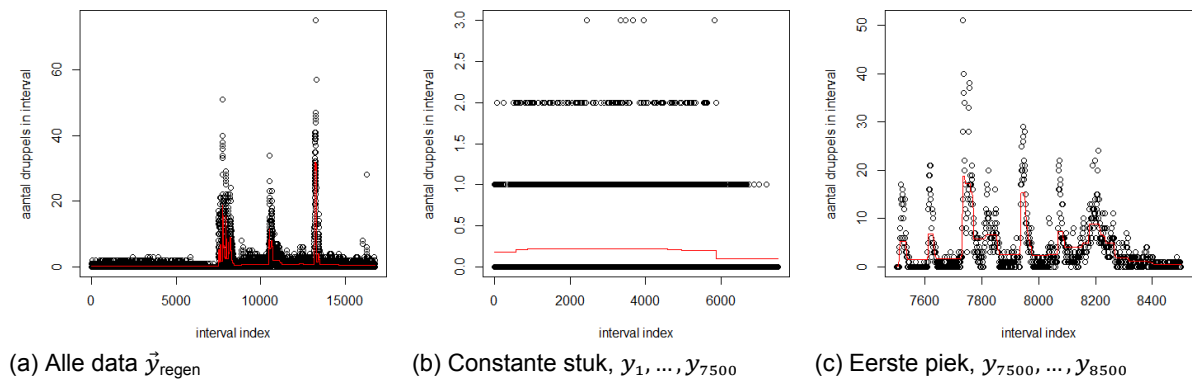 aantal druppels in interval
60
40
20
0
0 5000 10000 15000
interval index
(a) Alle data y⃗regen
aantal druppels in interval
3.0
2.5
2.0
1.5
1.0
0.5
0.0
0 2000 4000 6000
interval index
(b) Constante stuk, y₁, … , y₇₅₀₀
aantal druppels in interval
50
40
30
20
10
0
7600 7800 8000 8200 8400
interval index
(c) Eerste piek, y₇₅₀₀, … , y₈₅₀₀